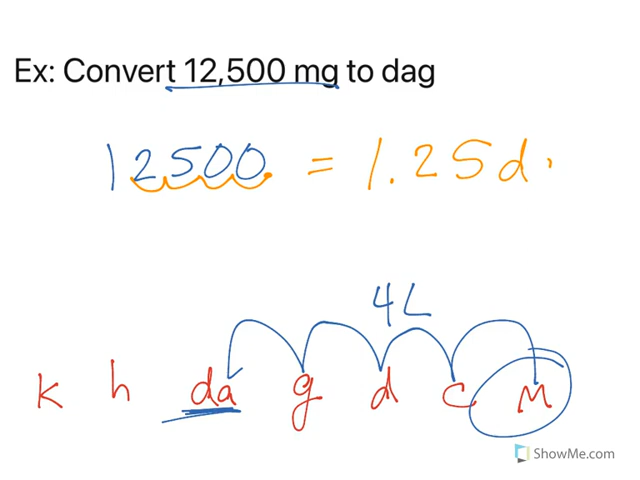 Ex: Convert 12,500 mg to dag
12500 = 1.25d
4L
k h da g d c M
ShowMe.com